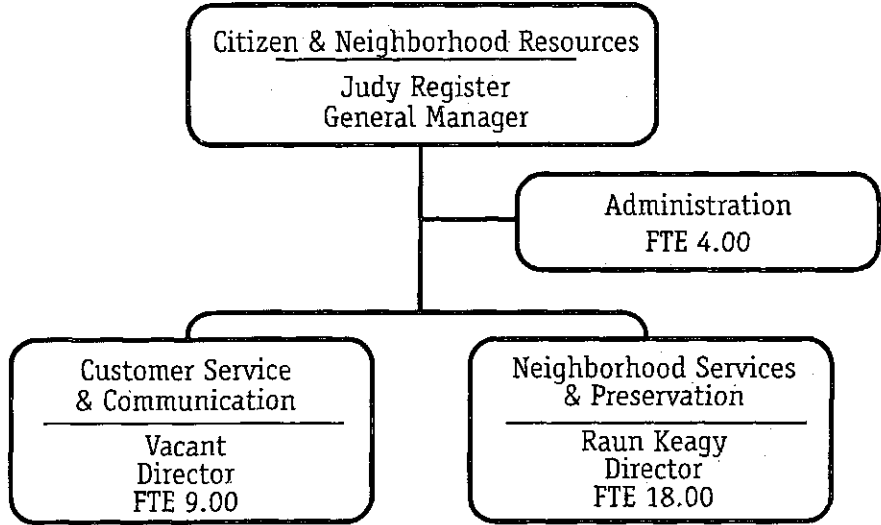 Citizen & Neighborhood Resources
Judy Register
General Manager
Administration
FTE 4.00
Customer Service
& Communication
Vacant
Director
FTE 9.00
Neighborhood Services
& Preservation
Raun Keagy
Director
FTE 18.00